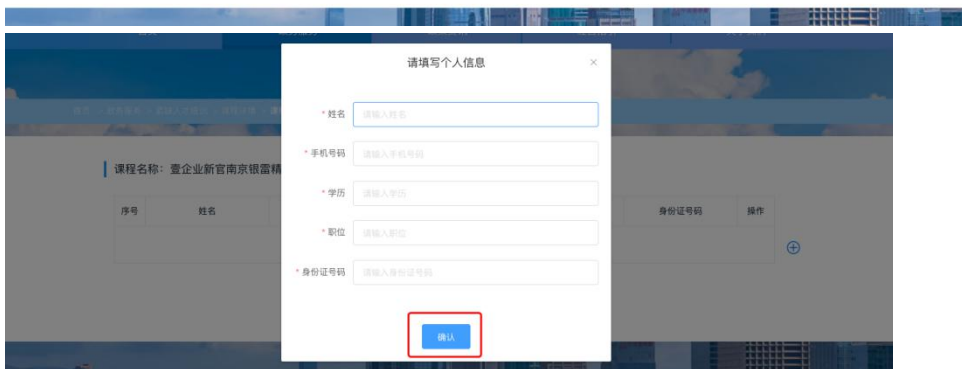 请填写个人信息
×
* 姓名 请输入姓名
* 手机号码 请输入手机号码
* 学历 请输入学历
* 职位 请输入职位
* 身份证号码 请输入身份证号码
确认
课程名称：壹企业新官南京银雷精
序号 姓名 身份证号码 操作